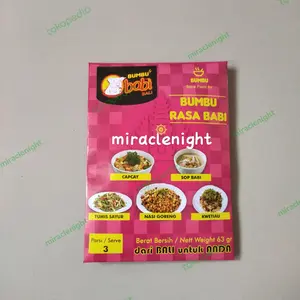 BUMBU
babi
BALI
BUMBU
BUMBU
RASA BABI
miraclenight
CAPCAY
SOP BABI
TUMIS SAYUR
NASI GORENG
KWETIAU
Porsi / Serve
3
Berat Bersih / Nett Weight 63 gr
dari BALI untuk ANDA